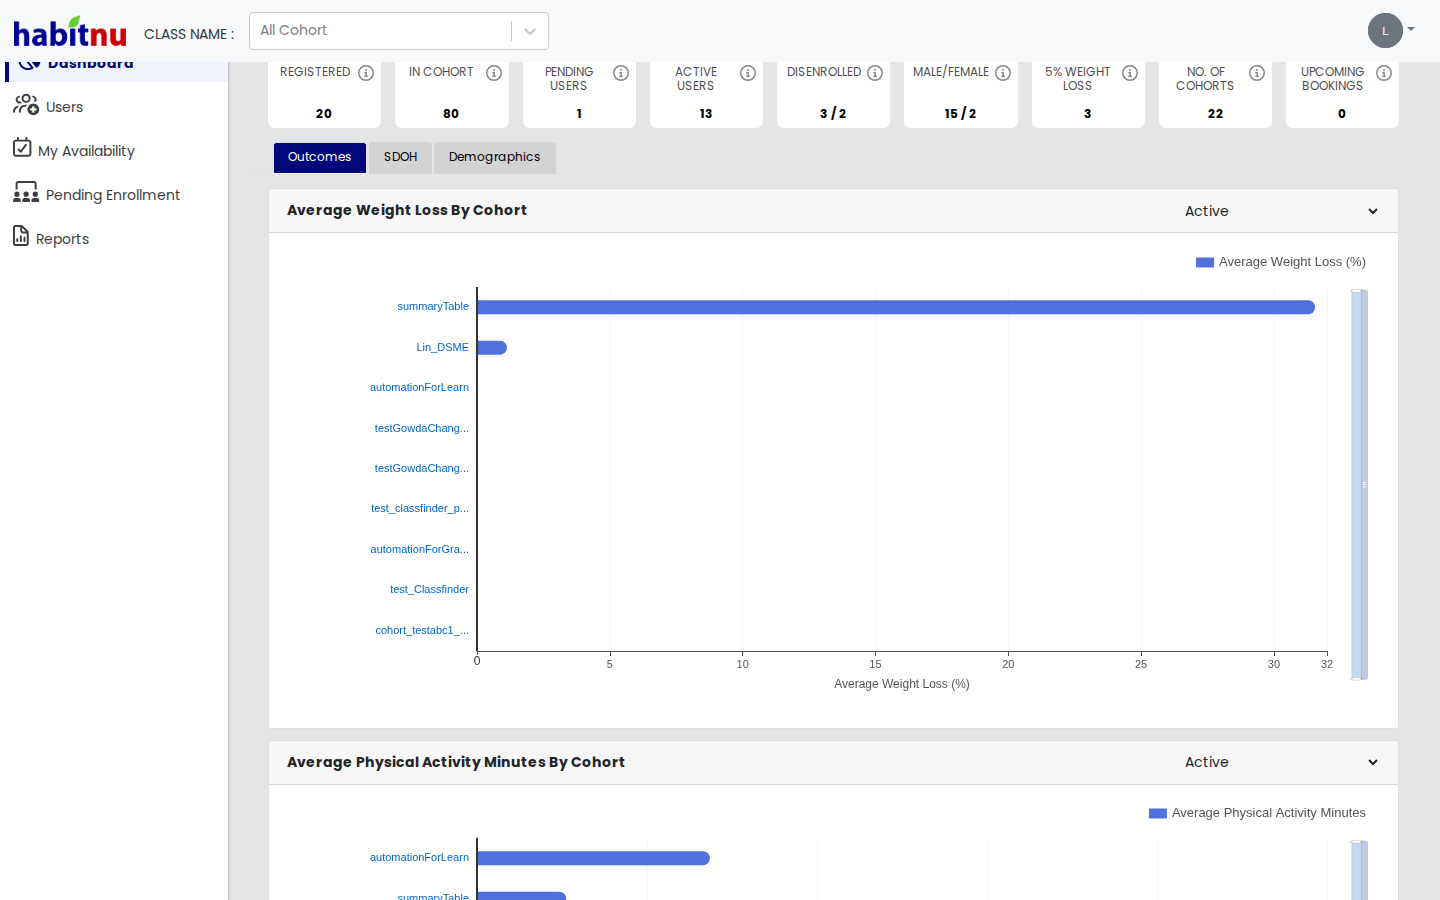 habitnu CLASS NAME : All Cohort L
Dashboard
Users
My Availability
Pending Enrollment
Reports
REGISTERED
20
IN COHORT
80
PENDING
USERS
1
ACTIVE
USERS
13
DISENROLLED
3 / 2
MALE/FEMALE
15 / 2
5% WEIGHT
LOSS
3
NO. OF
COHORTS
22
UPCOMING
BOOKINGS
0
Outcomes SDOH Demographics
Average Weight Loss By Cohort Active
Average Weight Loss (%)
summaryTable
Lin_DSME
automationForLearn
testGowdaChang...
testGowdaChang...
test_classfinder_p...
automationForGra...
test_Classfinder
cohort_testabc1_...
0 5 10 15 20 25 30 32
Average Weight Loss (%)
Average Physical Activity Minutes By Cohort Active
Average Physical Activity Minutes
automationForLearn
summaryTable